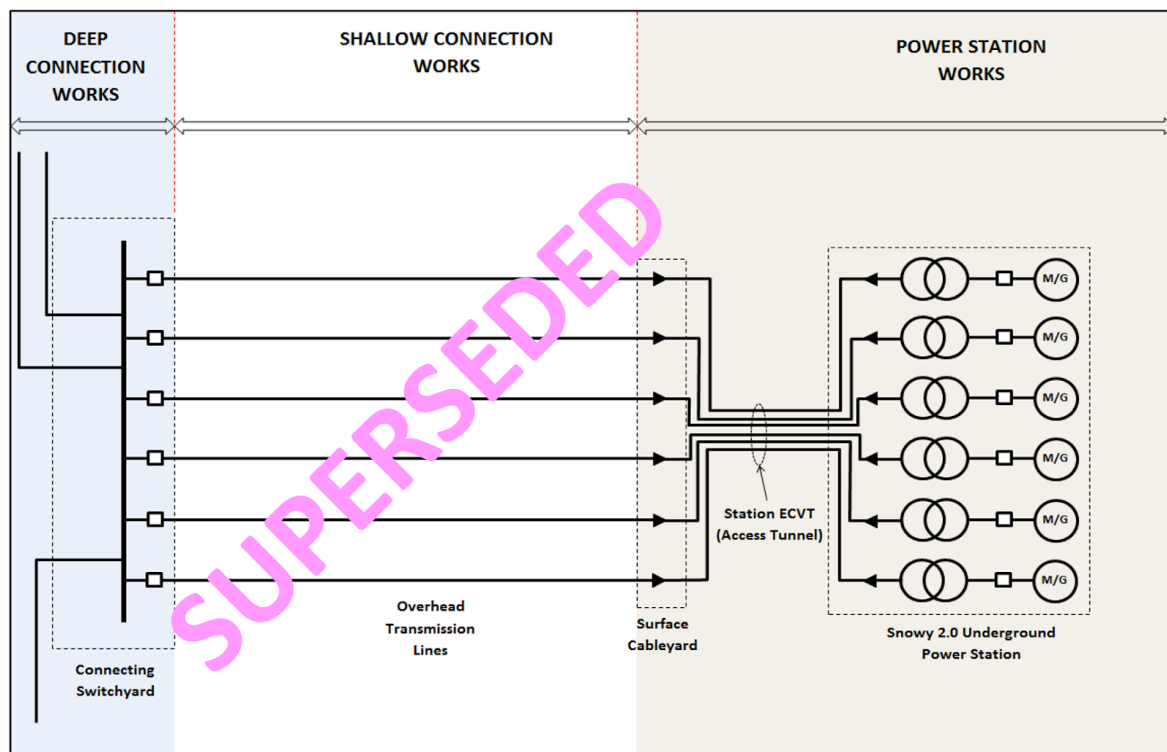 DEEP
CONNECTION
WORKS
SHALLOW CONNECTION
WORKS
POWER STATION
WORKS
SUPERSEDED
M/G
M/G
M/G
M/G
M/G
M/G
Station ECVT
(Access Tunnel)
Overhead
Transmission
Lines
Surface
Cableyard
Snowy 2.0 Underground
Power Station
Connecting
Switchyard